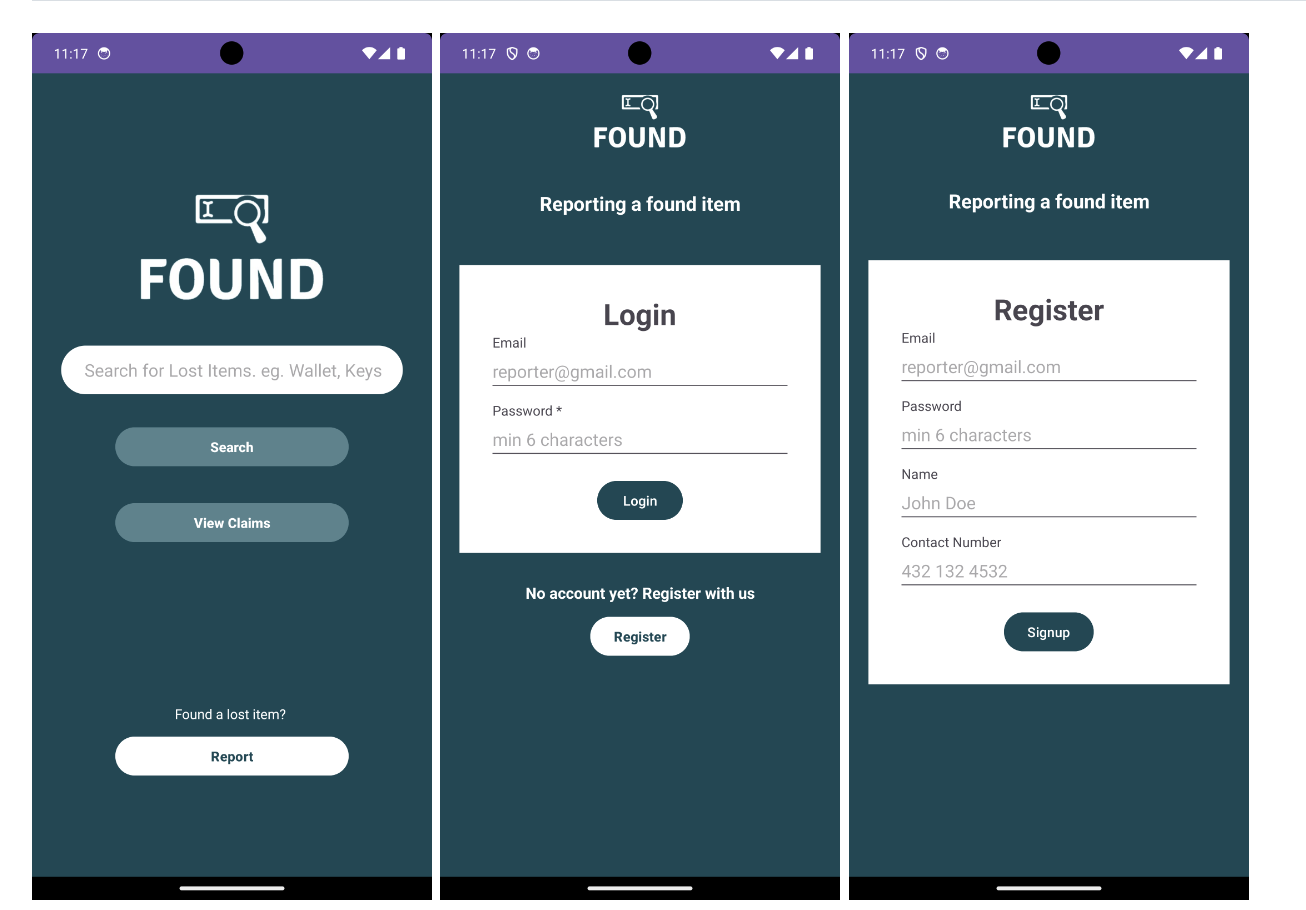 11:17
FOUND
Search for Lost Items. eg. Wallet, Keys
Search
View Claims
Found a lost item?
Report
11:17
FOUND
Reporting a found item
Login
Email
reporter@gmail.com
Password *
min 6 characters
Login
No account yet? Register with us
Register
11:17
FOUND
Reporting a found item
Register
Email
reporter@gmail.com
Password
min 6 characters
Name
John Doe
Contact Number
432 132 4532
Signup